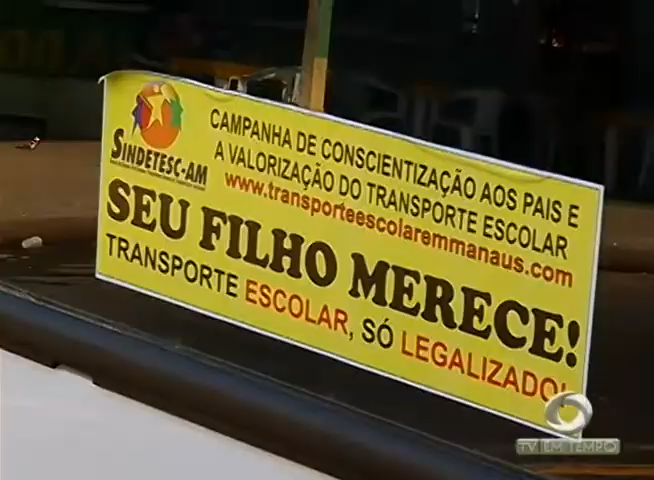 CAMPANHA DE CONSCIENTIZAÇÃO AOS PAIS E
A VALORIZAÇÃO DO TRANSPORTE ESCOLAR
www.transporteescolaremmanaus.com
SINDETESC-AM
SEU FILHO MERECE!
TRANSPORTE ESCOLAR, SÓ LEGALIZADO!
TV EM TEMPO